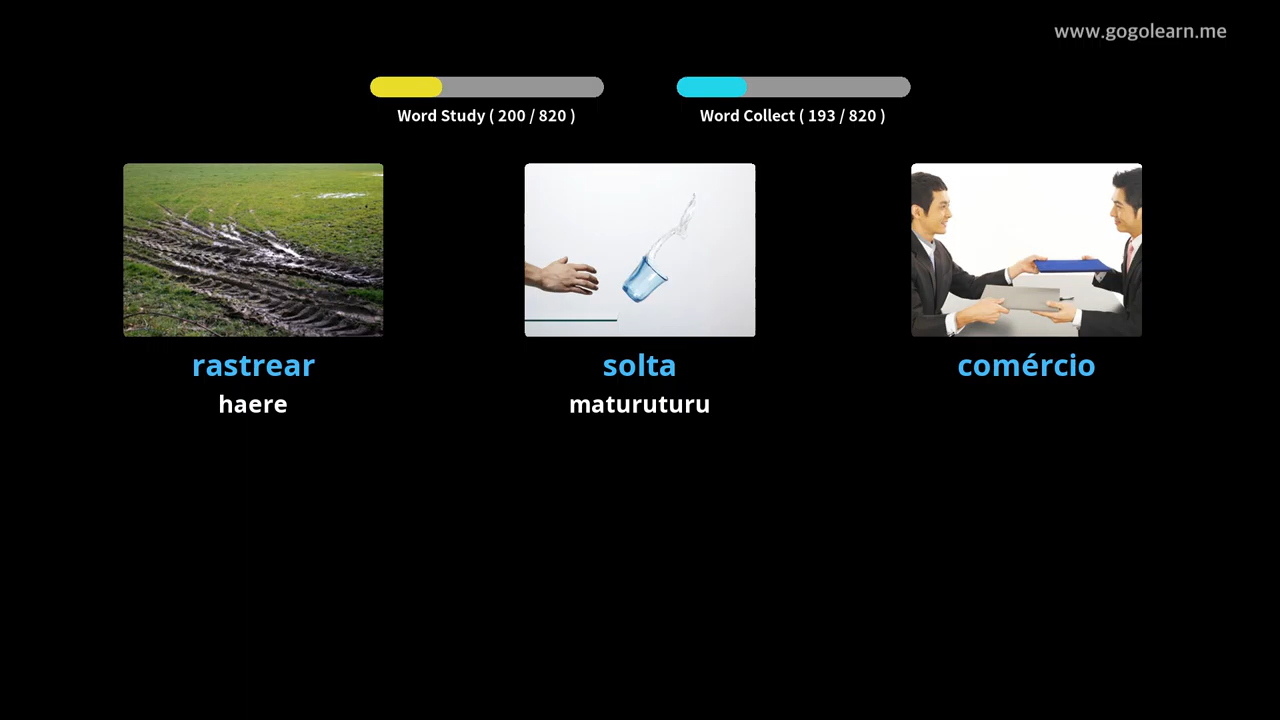 www.gogolearn.me
Word Study ( 200 / 820 )
Word Collect ( 193 / 820 )
rastrear
haere
solta
maturuturu
comércio